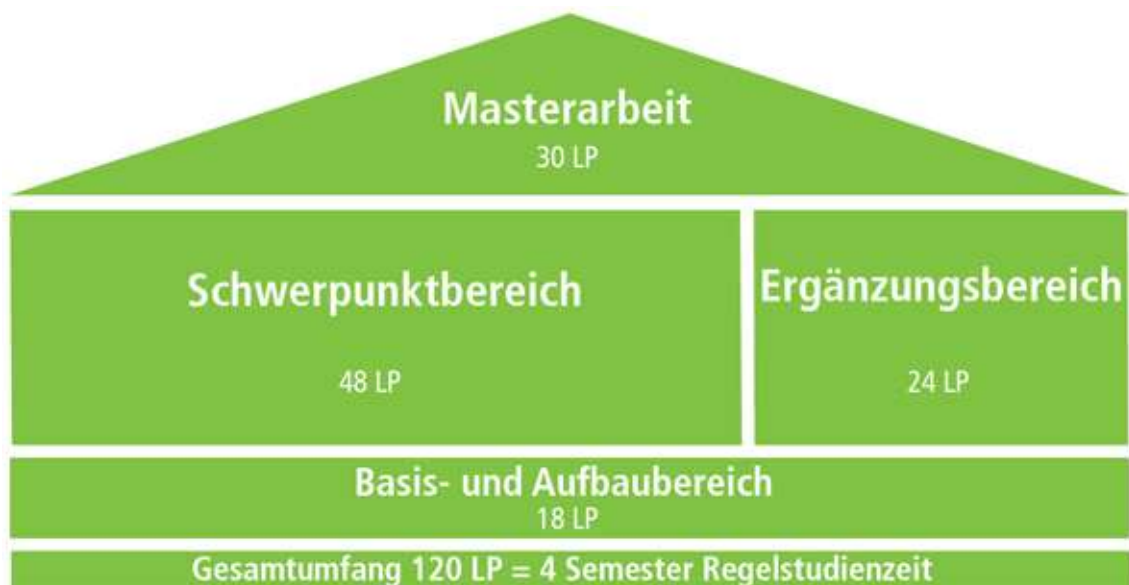 Masterarbeit
30 LP
Schwerpunktbereich
48 LP
Ergänzungsbereich
24 LP
Basis- und Aufbaubereich
18 LP
Gesamtumfang 120 LP = 4 Semester Regelstudienzeit